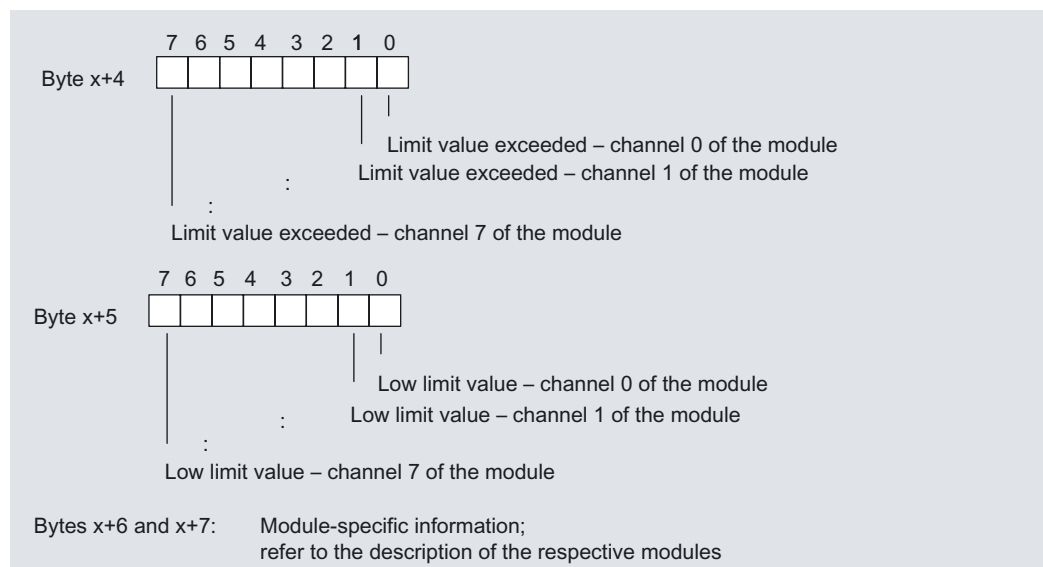 7 6 5 4 3 2 1 0
Byte x+4
Limit value exceeded – channel 0 of the module
Limit value exceeded – channel 1 of the module
:
:
Limit value exceeded – channel 7 of the module
7 6 5 4 3 2 1 0
Byte x+5
Low limit value – channel 0 of the module
Low limit value – channel 1 of the module
:
:
Low limit value – channel 7 of the module
Bytes x+6 and x+7: Module-specific information;
refer to the description of the respective modules